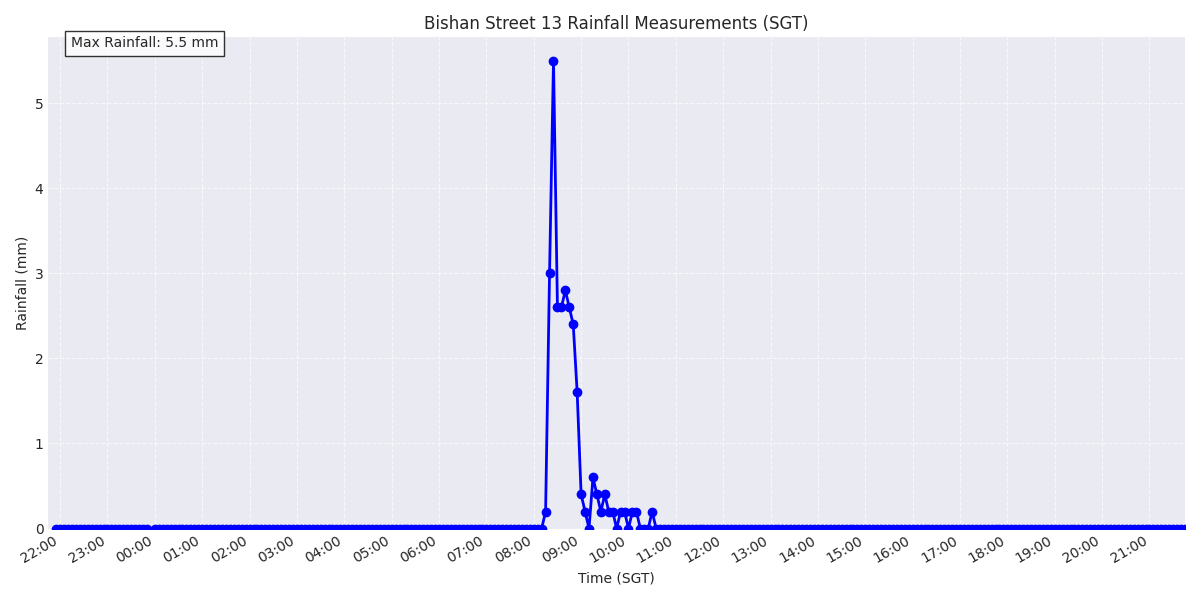 Bishan Street 13 Rainfall Measurements (SGT)
Max Rainfall: 5.5 mm
Rainfall (mm)
5
4
3
2
1
0
22:00 23:00 00:00 01:00 02:00 03:00 04:00 05:00 06:00 07:00 08:00 09:00 10:00 11:00 12:00 13:00 14:00 15:00 16:00 17:00 18:00 19:00 20:00 21:00
Time (SGT)